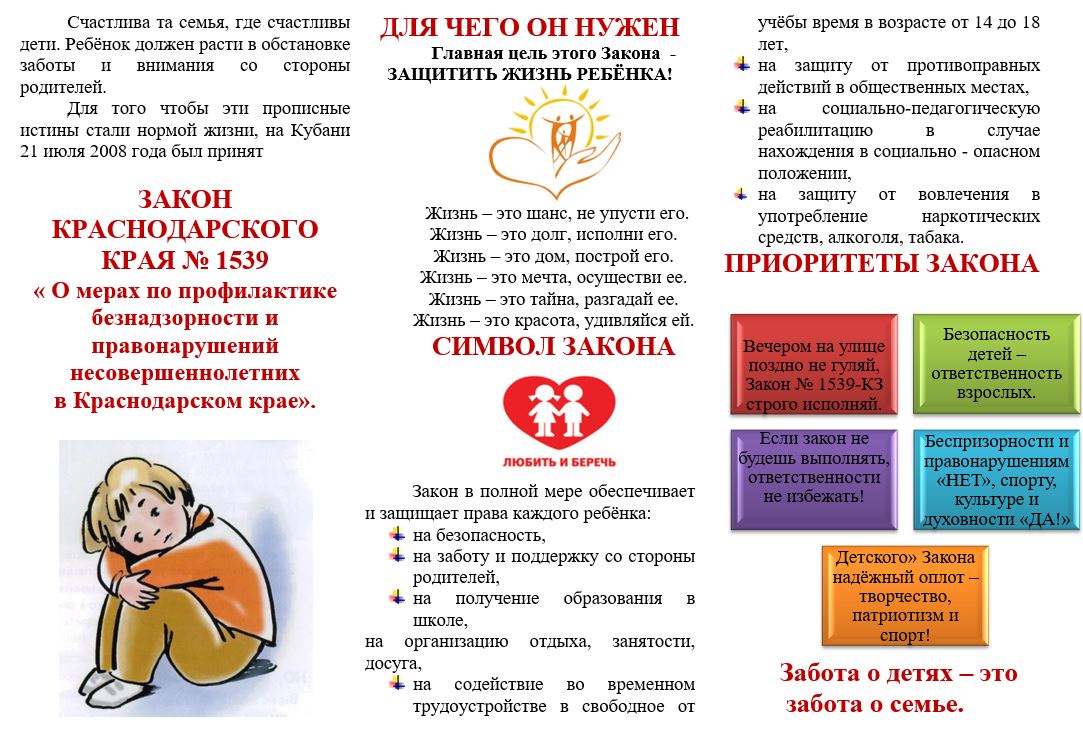 Счастлива та семья, где счастливы
дети. Ребёнок должен расти в обстановке
заботы и внимания со стороны
родителей.
Для того чтобы эти прописные
истины стали нормой жизни, на Кубани
21 июля 2008 года был принят
ЗАКОН
КРАСНОДАРСКОГО
КРАЯ № 1539
« О мерах по профилактике
безнадзорности и
правонарушений
несовершеннолетних
в Краснодарском крае».
ДЛЯ ЧЕГО ОН НУЖЕН
Главная цель этого Закона -
ЗАЩИТИТЬ ЖИЗНЬ РЕБЁНКА!
Жизнь – это шанс, не упусти его.
Жизнь – это долг, исполни его.
Жизнь – это дом, построй его.
Жизнь – это мечта, осуществи ее.
Жизнь – это тайна, разгадай ее.
Жизнь – это красота, удивляйся ей.
СИМВОЛ ЗАКОНА
ЛЮБИТЬ И БЕРЕЧЬ
Закон в полной мере обеспечивает
и защищает права каждого ребёнка:
на безопасность,
на заботу и поддержку со стороны
родителей,
на получение образования в
школе,
на организацию отдыха, занятости,
досуга,
на содействие во временном
трудоустройстве в свободное от
учёбы время в возрасте от 14 до 18
лет,
на защиту от противоправных
действий в общественных местах,
на социально-педагогическую
реабилитацию в случае
нахождения в социально - опасном
положении,
на защиту от вовлечения в
употребление наркотических
средств, алкоголя, табака.
ПРИОРИТЕТЫ ЗАКОНА
Вечером на улице
поздно не гуляй,
Закон № 1539-КЗ
строго исполняй.
Безопасность
детей –
ответственность
взрослых.
Если закон не
будешь выполнять,
ответственности
не избежать!
Беспризорности и
правонарушениям
«НЕТ», спорту,
культуре и
духовности «ДА!»
Детского» Закона
надёжный оплот –
творчество,
патриотизм и
спорт!
Забота о детях – это
забота о семье.